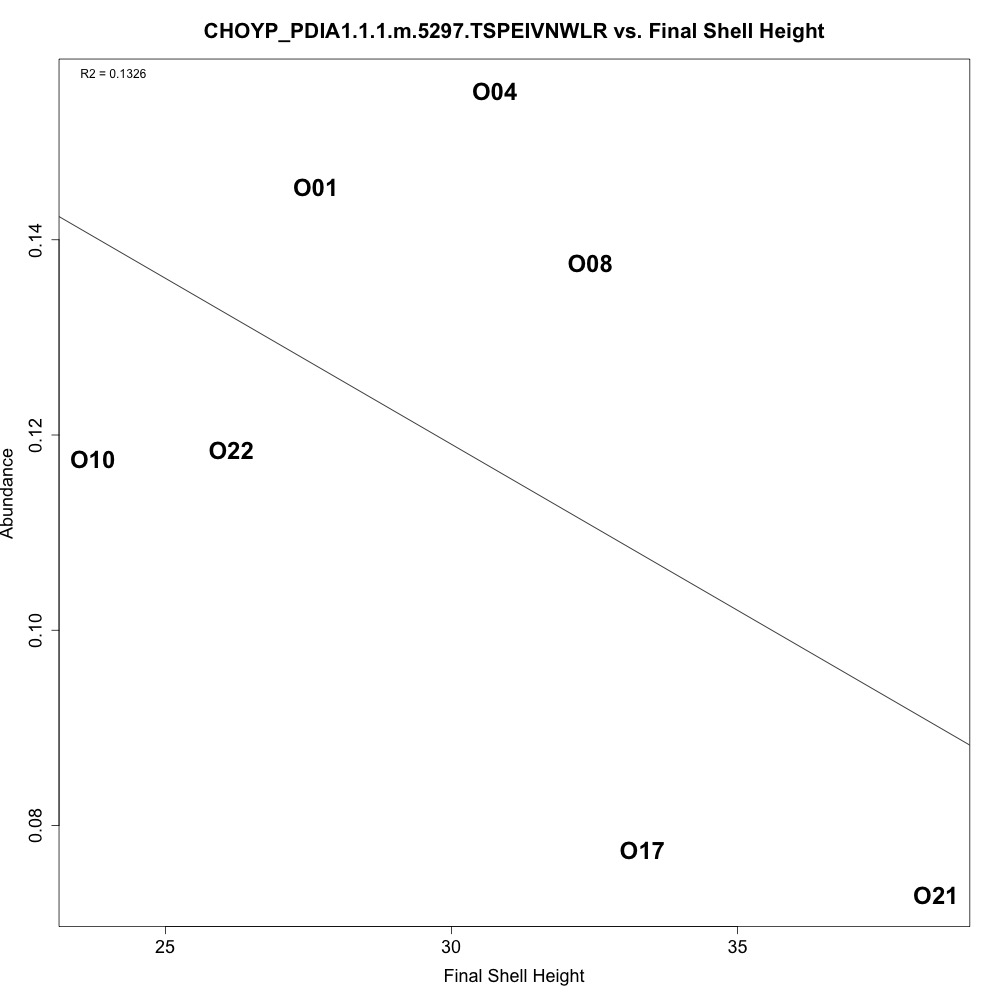 CHOYP_PDIA1.1.1.m.5297.TSPEIVNWLR vs. Final Shell Height
R2 = 0.1326
O04
O01
O08
O22
O10
O17
O21
0.14
0.12
0.10
0.08
Abundance
25 30 35
Final Shell Height